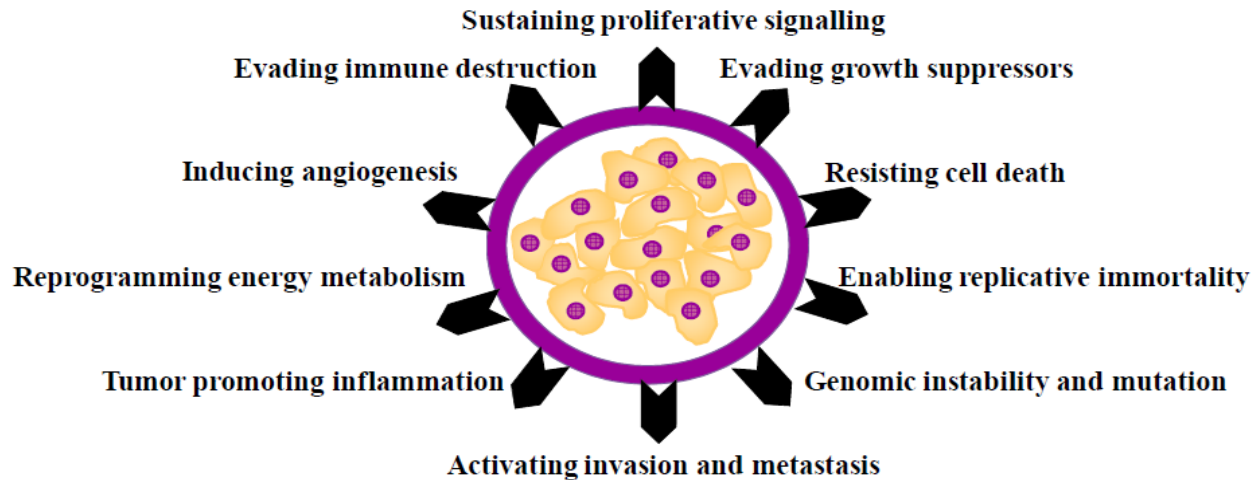 Sustaining proliferative signalling
Evading immune destruction
Evading growth suppressors
Inducing angiogenesis
Resisting cell death
Reprogramming energy metabolism
Enabling replicative immortality
Tumor promoting inflammation
Genomic instability and mutation
Activating invasion and metastasis